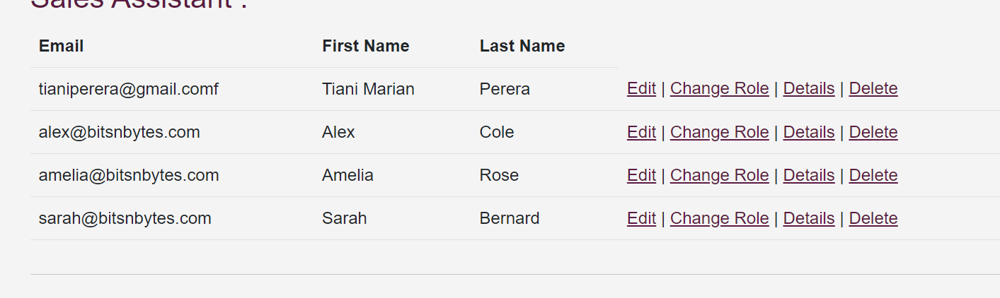 Sales Assistant :
Email First Name Last Name
tianiperera@gmail.comf Tiani Marian Perera Edit | Change Role | Details | Delete
alex@bitsnbytes.com Alex Cole Edit | Change Role | Details | Delete
amelia@bitsnbytes.com Amelia Rose Edit | Change Role | Details | Delete
sarah@bitsnbytes.com Sarah Bernard Edit | Change Role | Details | Delete